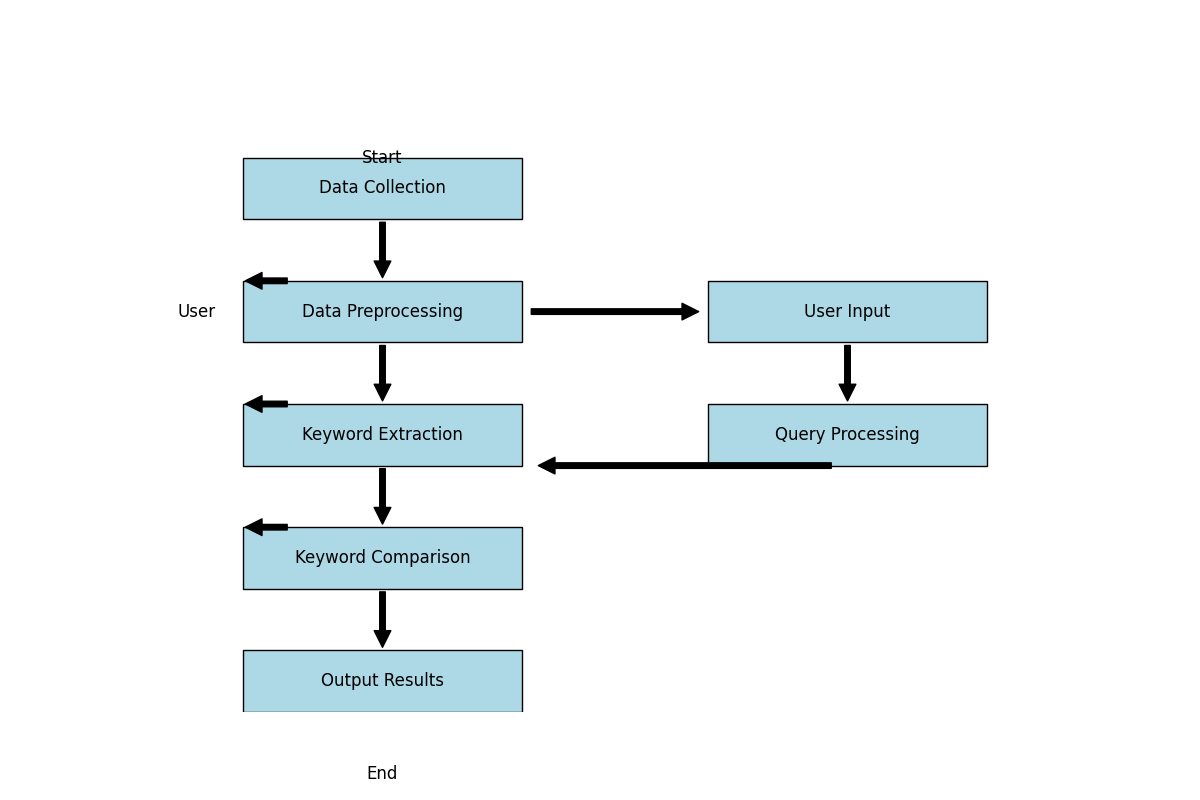 Start
Data Collection
User
Data Preprocessing
User Input
Keyword Extraction
Query Processing
Keyword Comparison
Output Results
End